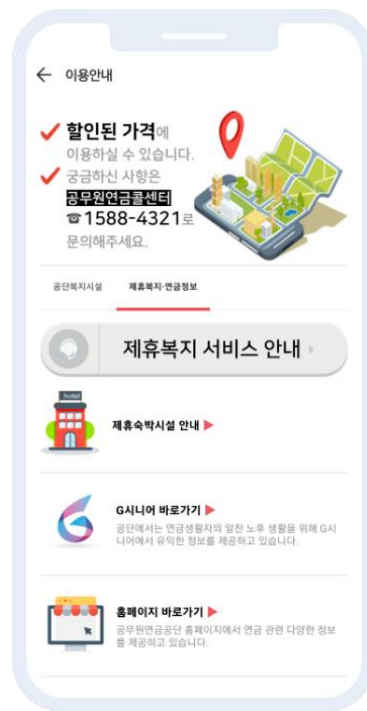 ← 이용안내
할인된 가격에
이용하실 수 있습니다.
궁금하신 사항은
공무원연금콜센터
☎1588-4321로
문의해주세요.
공단복지시설 제휴복지·연금정보
제휴복지 서비스 안내
hotel
제휴숙박시설 안내 ▶
G시니어 바로가기 ▶
공단에서는 연금생활자의 알찬 노후 생활을 위해 G시
니어에서 유익한 정보를 제공하고 있습니다.
홈페이지 바로가기 ▶
공무원연금공단 홈페이지에서 연금 관련 다양한 정보
를 제공하고 있습니다.